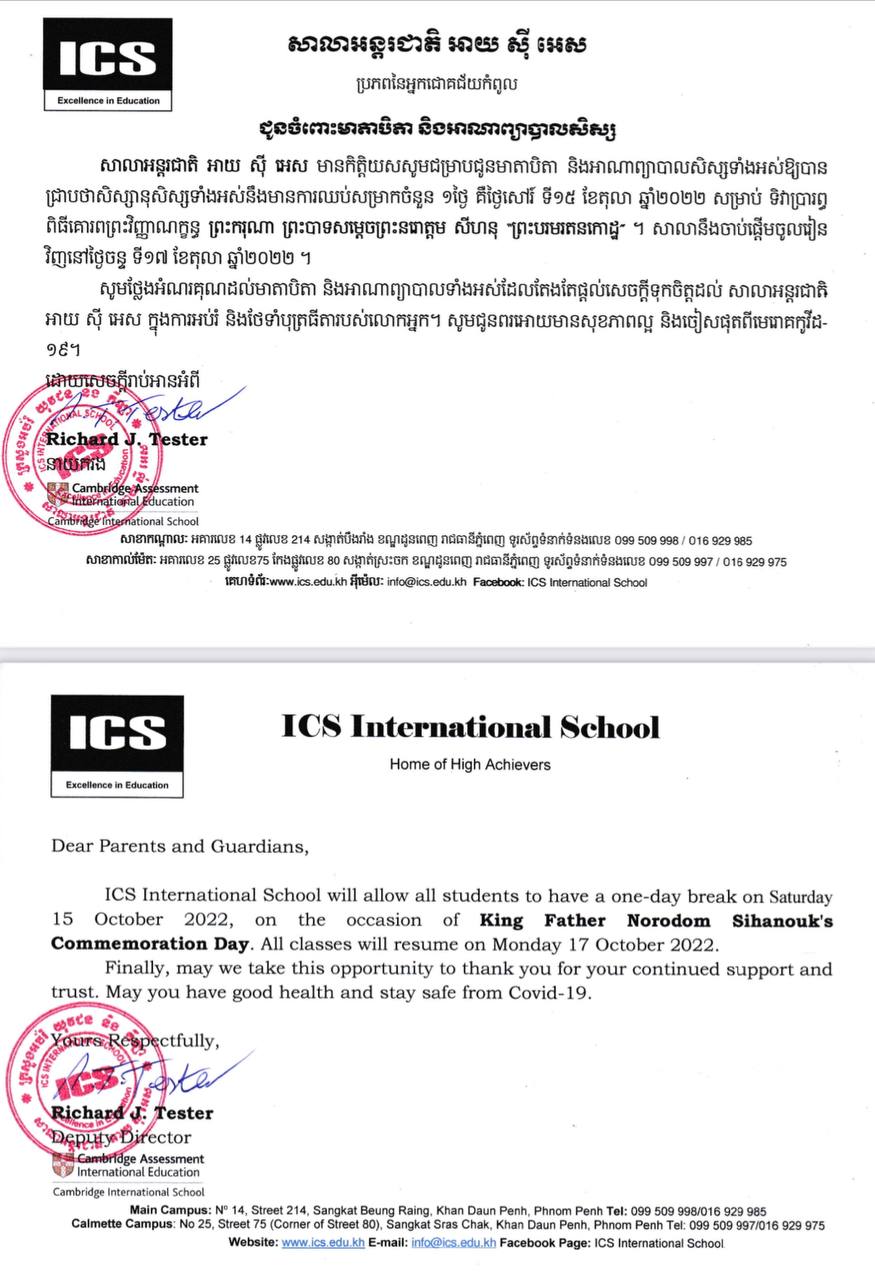 ICS
Excellence in Education
សាលាអន្តរជាតិ អាយ ស៊ី អេស
ប្រភពនៃអ្នកជោគជ័យកំពូល
ជូនចំពោះមាតាបិតា និងអាណាព្យាបាលសិស្ស
សាលាអន្តរជាតិ អាយ ស៊ី អេស មានកិត្តិយសសូមជម្រាបជូនមាតាបិតា និងអាណាព្យាបាលសិស្សទាំងអស់ឱ្យបាន
ជ្រាបថាសិស្សានុសិស្សទាំងអស់នឹងមានការឈប់សម្រាកចំនួន ១ថ្ងៃ គឺថ្ងៃសៅរ៍ ទី១៥ ខែតុលា ឆ្នាំ២០២២ សម្រាប់ ទិវាប្រារព្ធ
ពិធីគោរពព្រះវិញ្ញាណក្ខន្ធ ព្រះករុណា ព្រះបាទសម្តេចព្រះនរោត្តម សីហនុ "ព្រះបរមរតនកោដ្ឋ" ។ សាលានឹងចាប់ផ្តើមចូលរៀន
វិញនៅថ្ងៃចន្ទ ទី១៧ ខែតុលា ឆ្នាំ២០២២ ។
សូមថ្លែងអំណរគុណដល់មាតាបិតា និងអាណាព្យាបាលទាំងអស់ដែលតែងតែផ្តល់សេចក្តីទុកចិត្តដល់ សាលាអន្តរជាតិ
អាយ ស៊ី អេស ក្នុងការអប់រំ និងថែទាំបុត្រធីតារបស់លោកអ្នក។ សូមជូនពរអោយមានសុខភាពល្អ និងចៀសផុតពីមេរោគកូវីដ-
១៩។
ដោយសេចក្តីរាប់អានអំពី
Richard J. Tester
នាយករង
Cambridge Assessment
International Education
Cambridge International School
សាខាកណ្តាល: អគារលេខ 14 ផ្លូវលេខ 214 សង្កាត់បឹងរាំង ខណ្ឌដូនពេញ រាជធានីភ្នំពេញ ទូរស័ព្ទទំនាក់ទំនងលេខ 099 509 998 / 016 929 985
សាខាកាល់ម៉ែត: អគារលេខ 25 ផ្លូវលេខ75 កែងផ្លូវលេខ 80 សង្កាត់ស្រះចក ខណ្ឌដូនពេញ រាជធានីភ្នំពេញ ទូរស័ព្ទទំនាក់ទំនងលេខ 099 509 997 / 016 929 975
គេហទំព័រ:www.ics.edu.kh អ៊ីម៉ែល: info@ics.edu.kh Facebook: ICS International School
ICS
Excellence in Education
ICS International School
Home of High Achievers
Dear Parents and Guardians,
ICS International School will allow all students to have a one-day break on Saturday
15 October 2022, on the occasion of King Father Norodom Sihanouk's
Commemoration Day. All classes will resume on Monday 17 October 2022.
Finally, may we take this opportunity to thank you for your continued support and
trust. May you have good health and stay safe from Covid-19.
Yours Respectfully,
Richard J. Tester
Deputy Director
Cambridge Assessment
International Education
Cambridge International School
Main Campus: N° 14, Street 214, Sangkat Beung Raing, Khan Daun Penh, Phnom Penh Tel: 099 509 998/016 929 985
Calmette Campus: No 25, Street 75 (Corner of Street 80), Sangkat Sras Chak, Khan Daun Penh, Phnom Penh Tel: 099 509 997/016 929 975
Website: www.ics.edu.kh E-mail: info@ics.edu.kh Facebook Page: ICS International School